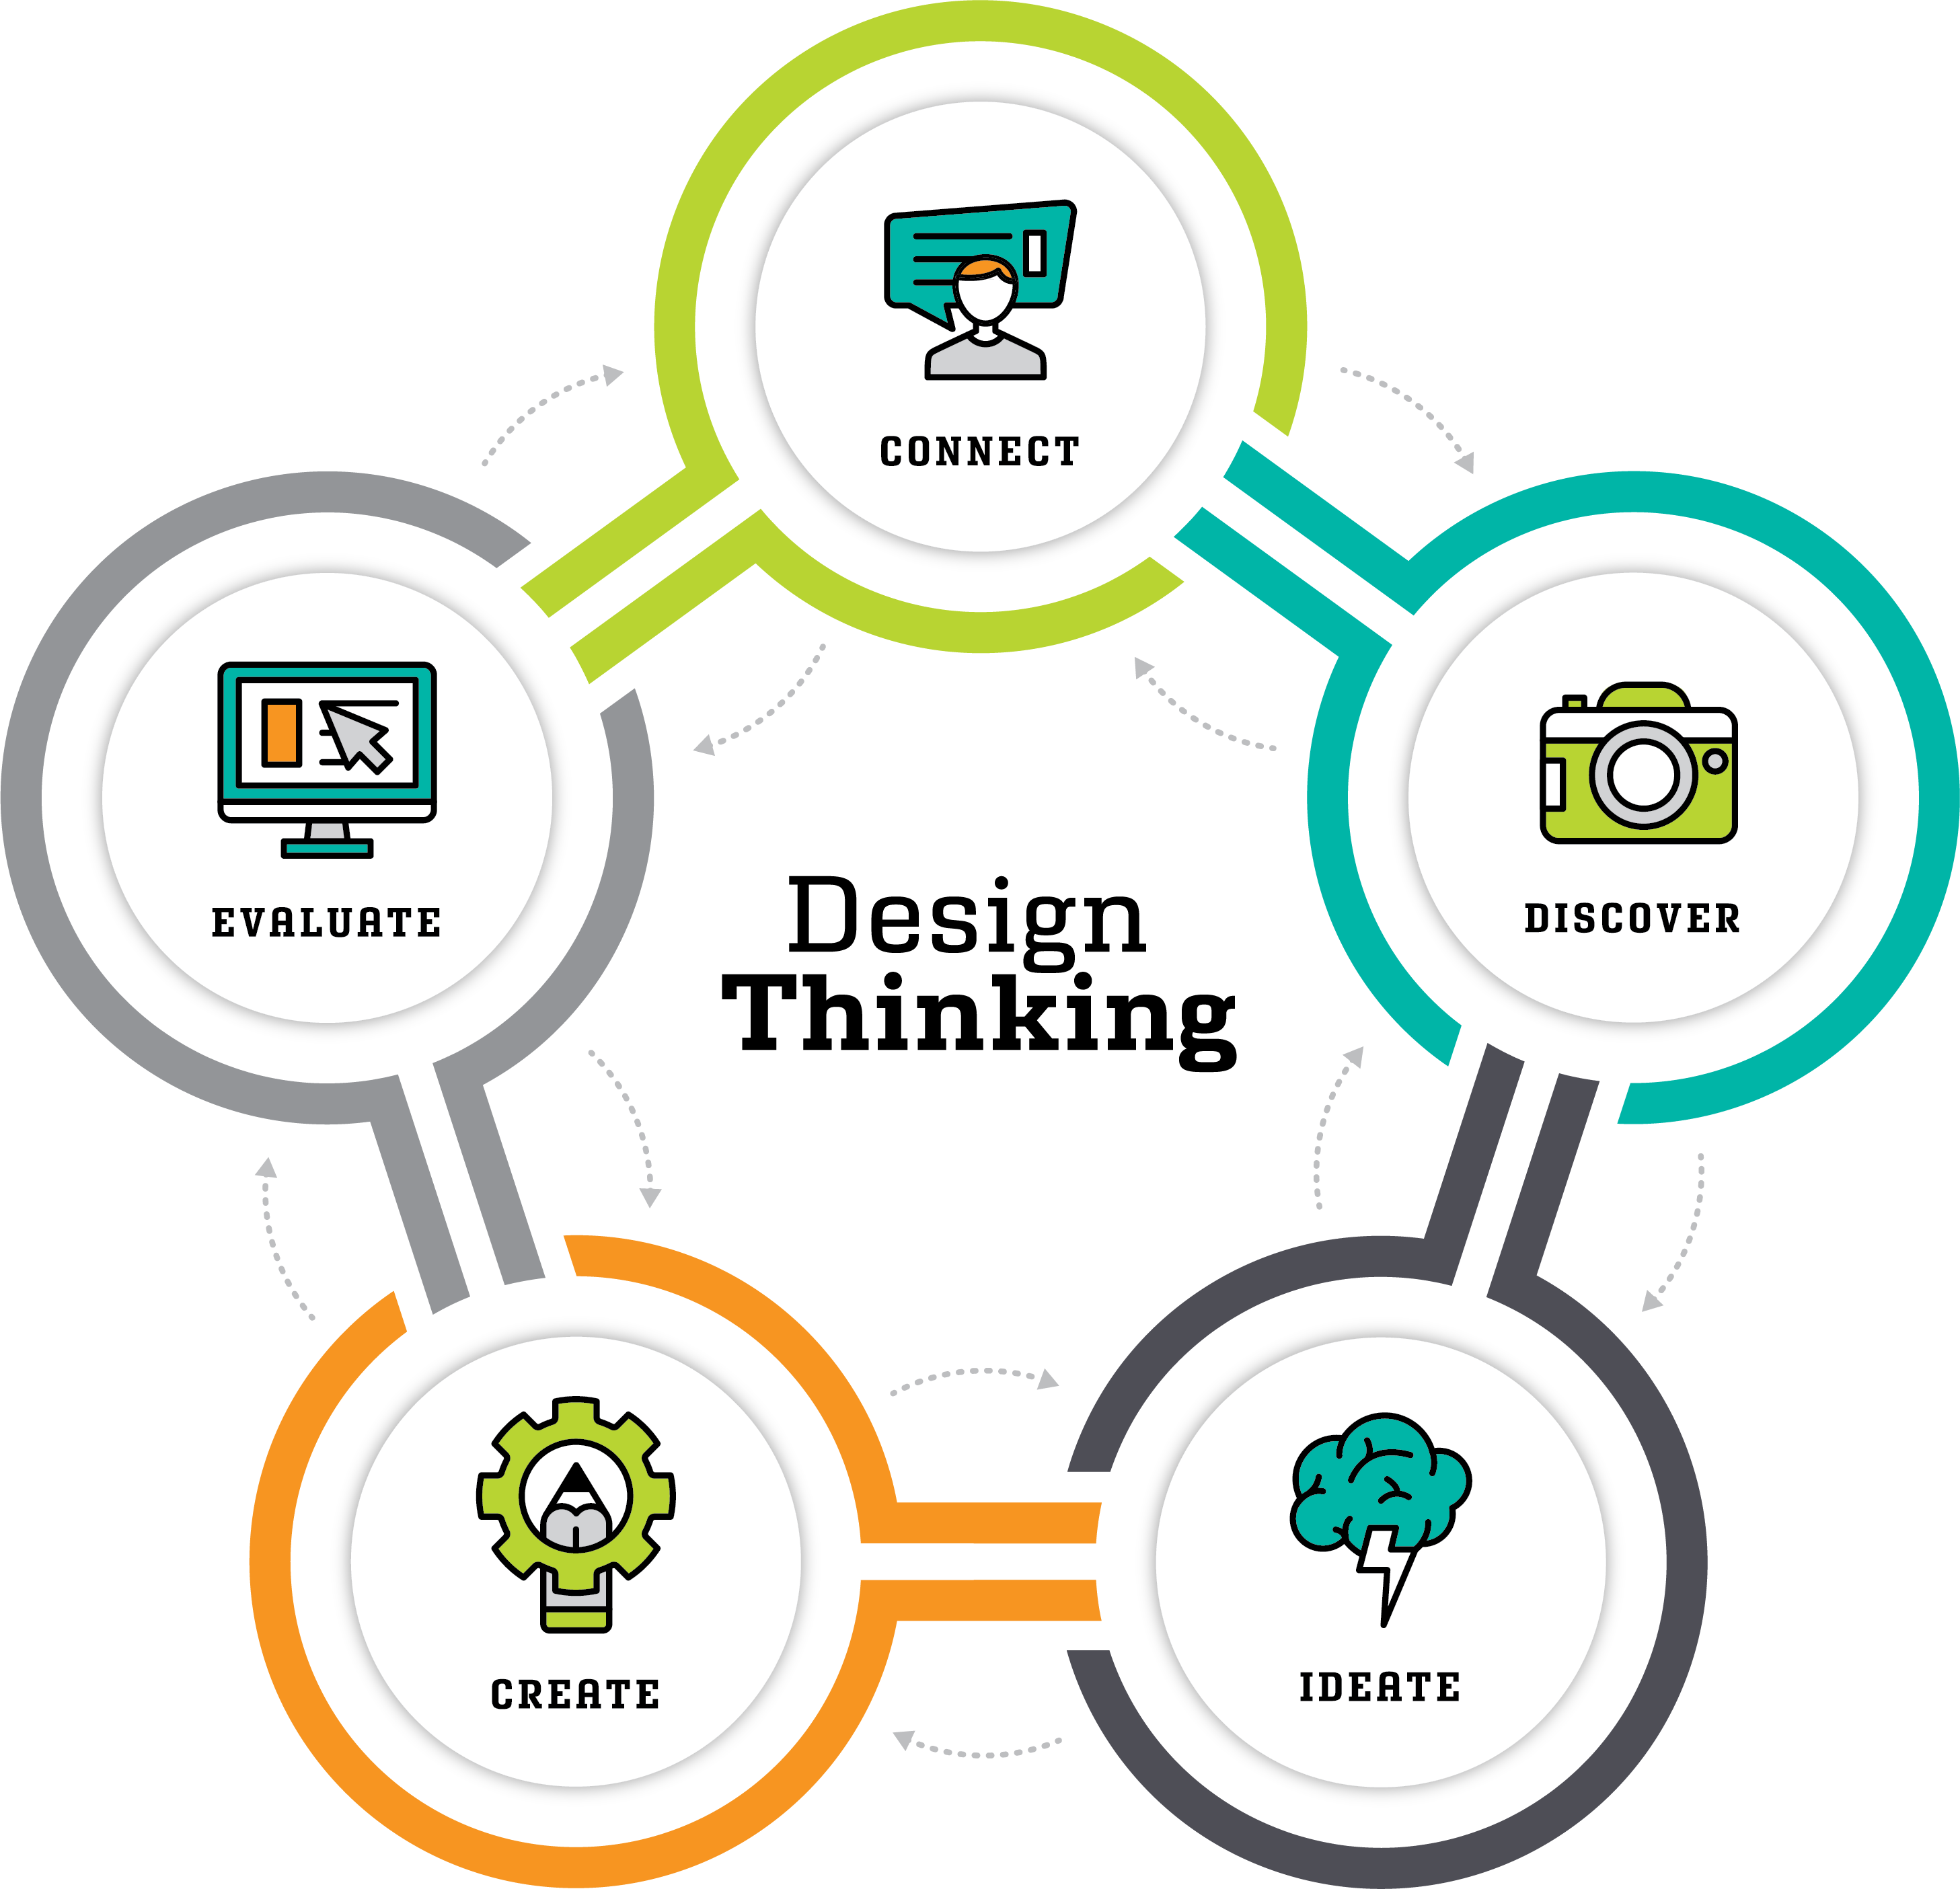 CONNECT
EVALUATE
DISCOVER
Design
Thinking
CREATE
IDEATE